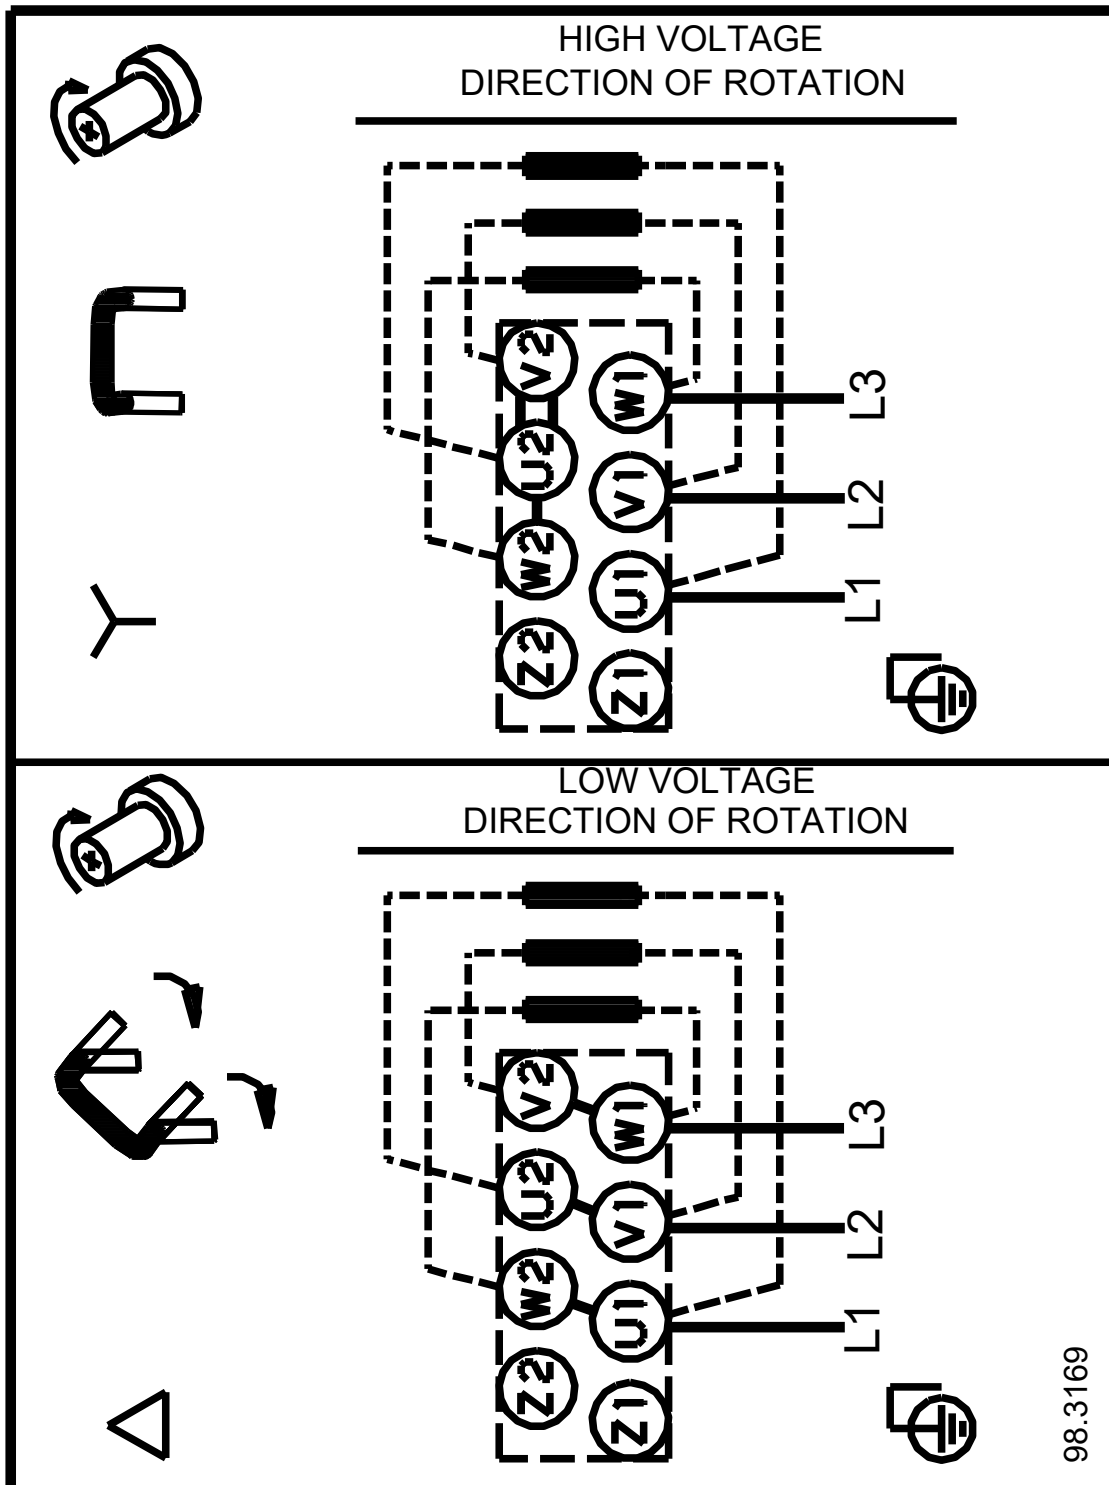 HIGH VOLTAGE
DIRECTION OF ROTATION
V2
W1
L3
U2
V1
L2
W2
U1
L1
Z2
Z1
LOW VOLTAGE
DIRECTION OF ROTATION
V2
W1
L3
U2
V1
L2
W2
U1
L1
Z2
Z1
98.3169